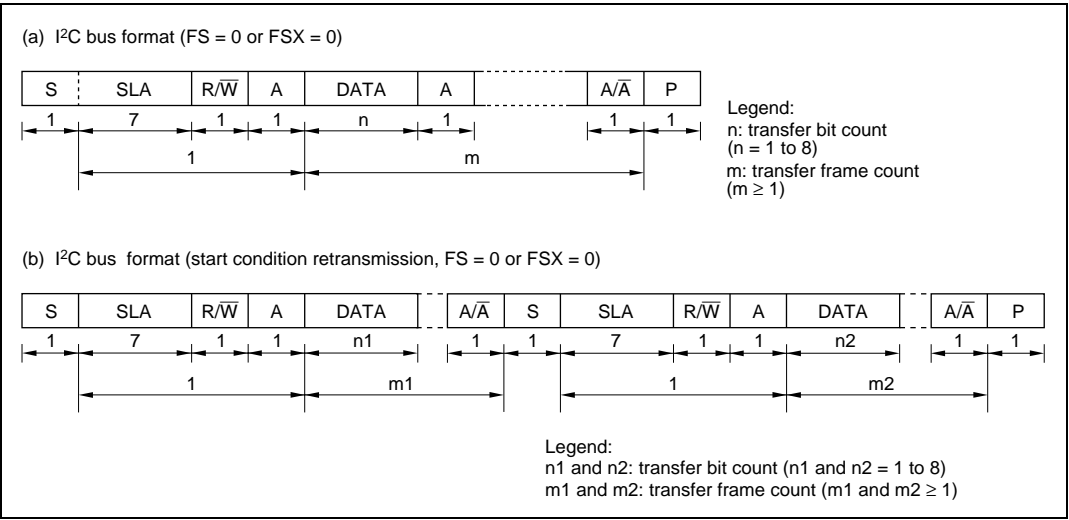 (a) I²C bus format (FS = 0 or FSX = 0)
S SLA R/W̅ A DATA A A/A̅ P
1 7 1 1 n 1 1 1
1 m
Legend:
n: transfer bit count
(n = 1 to 8)
m: transfer frame count
(m ≥ 1)
(b) I²C bus format (start condition retransmission, FS = 0 or FSX = 0)
S SLA R/W̅ A DATA A/A̅ S SLA R/W̅ A DATA A/A̅ P
1 7 1 1 n1 1 1 7 1 1 n2 1 1
1 m1 1 m2
Legend:
n1 and n2: transfer bit count (n1 and n2 = 1 to 8)
m1 and m2: transfer frame count (m1 and m2 ≥ 1)